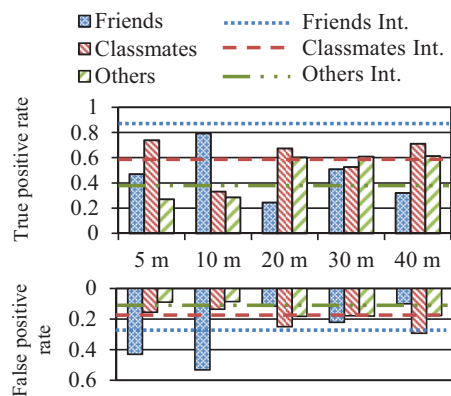 Friends
Friends Int.
Classmates
Classmates Int.
Others
Others Int.
True positive rate
1
0.8
0.6
0.4
0.2
0
5 m 10 m 20 m 30 m 40 m
False positive
rate
0
0.2
0.4
0.6